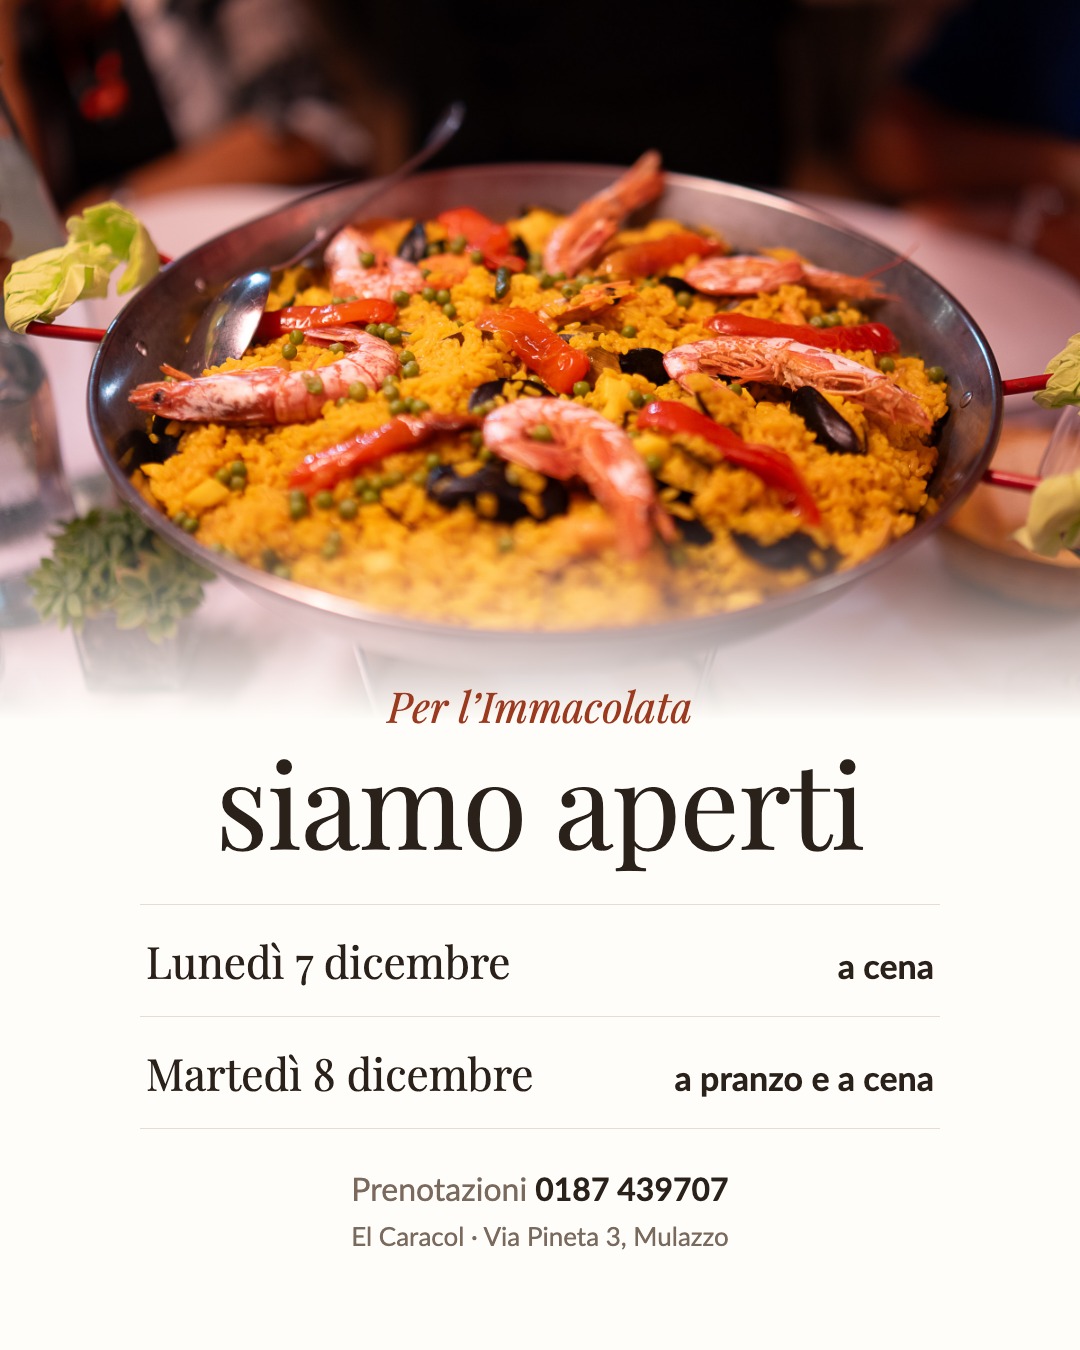 Per l’Immacolata
siamo aperti
Lunedì 7 dicembre a cena
Martedì 8 dicembre a pranzo e a cena
Prenotazioni 0187 439707
El Caracol · Via Pineta 3, Mulazzo